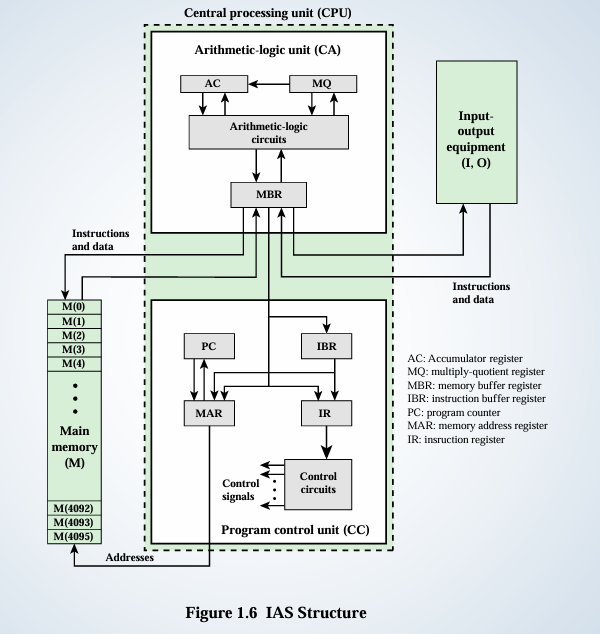 Central processing unit (CPU)
Arithmetic-logic unit (CA)
AC
MQ
Arithmetic-logic
circuits
MBR
Input-
output
equipment
(I, O)
Instructions
and data
Instructions
and data
M(0)
M(1)
M(2)
M(3)
M(4)
Main
memory
(M)
M(4092)
M(4093)
M(4095)
PC
IBR
MAR
IR
Control
signals
Control
circuits
Program control unit (CC)
Addresses
AC: Accumulator register
MQ: multiply-quotient register
MBR: memory buffer register
IBR: instruction buffer register
PC: program counter
MAR: memory address register
IR: insruction register
Figure 1.6 IAS Structure